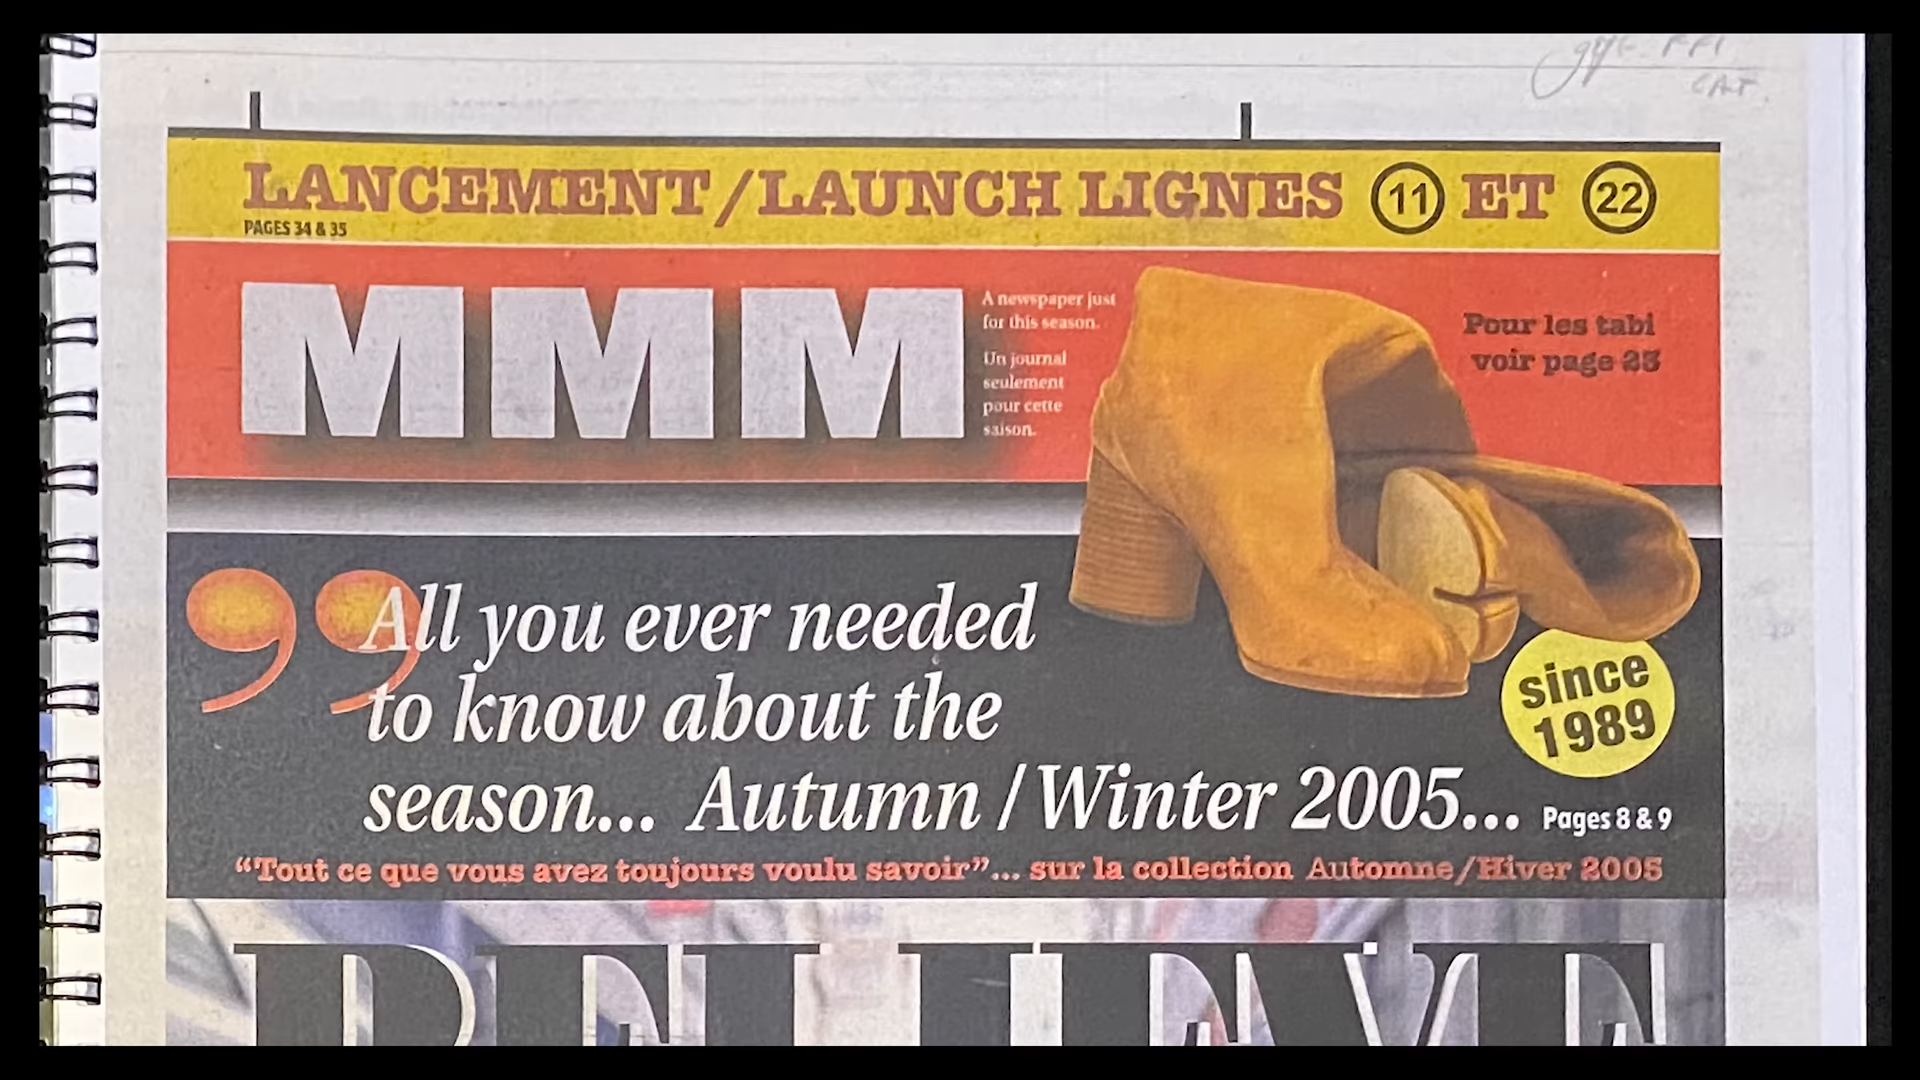 LANCEMENT/LAUNCH LIGNES 11 ET 22
PAGES 34 & 35
MMM
A newspaper just
for this season.
Un journal
seulement
pour cette
saison.
Pour les tabi
voir page 25
All you ever needed
to know about the
season... Autumn / Winter 2005... Pages 8 & 9
since
1989
“Tout ce que vous avez toujours voulu savoir”... sur la collection Automne/Hiver 2005